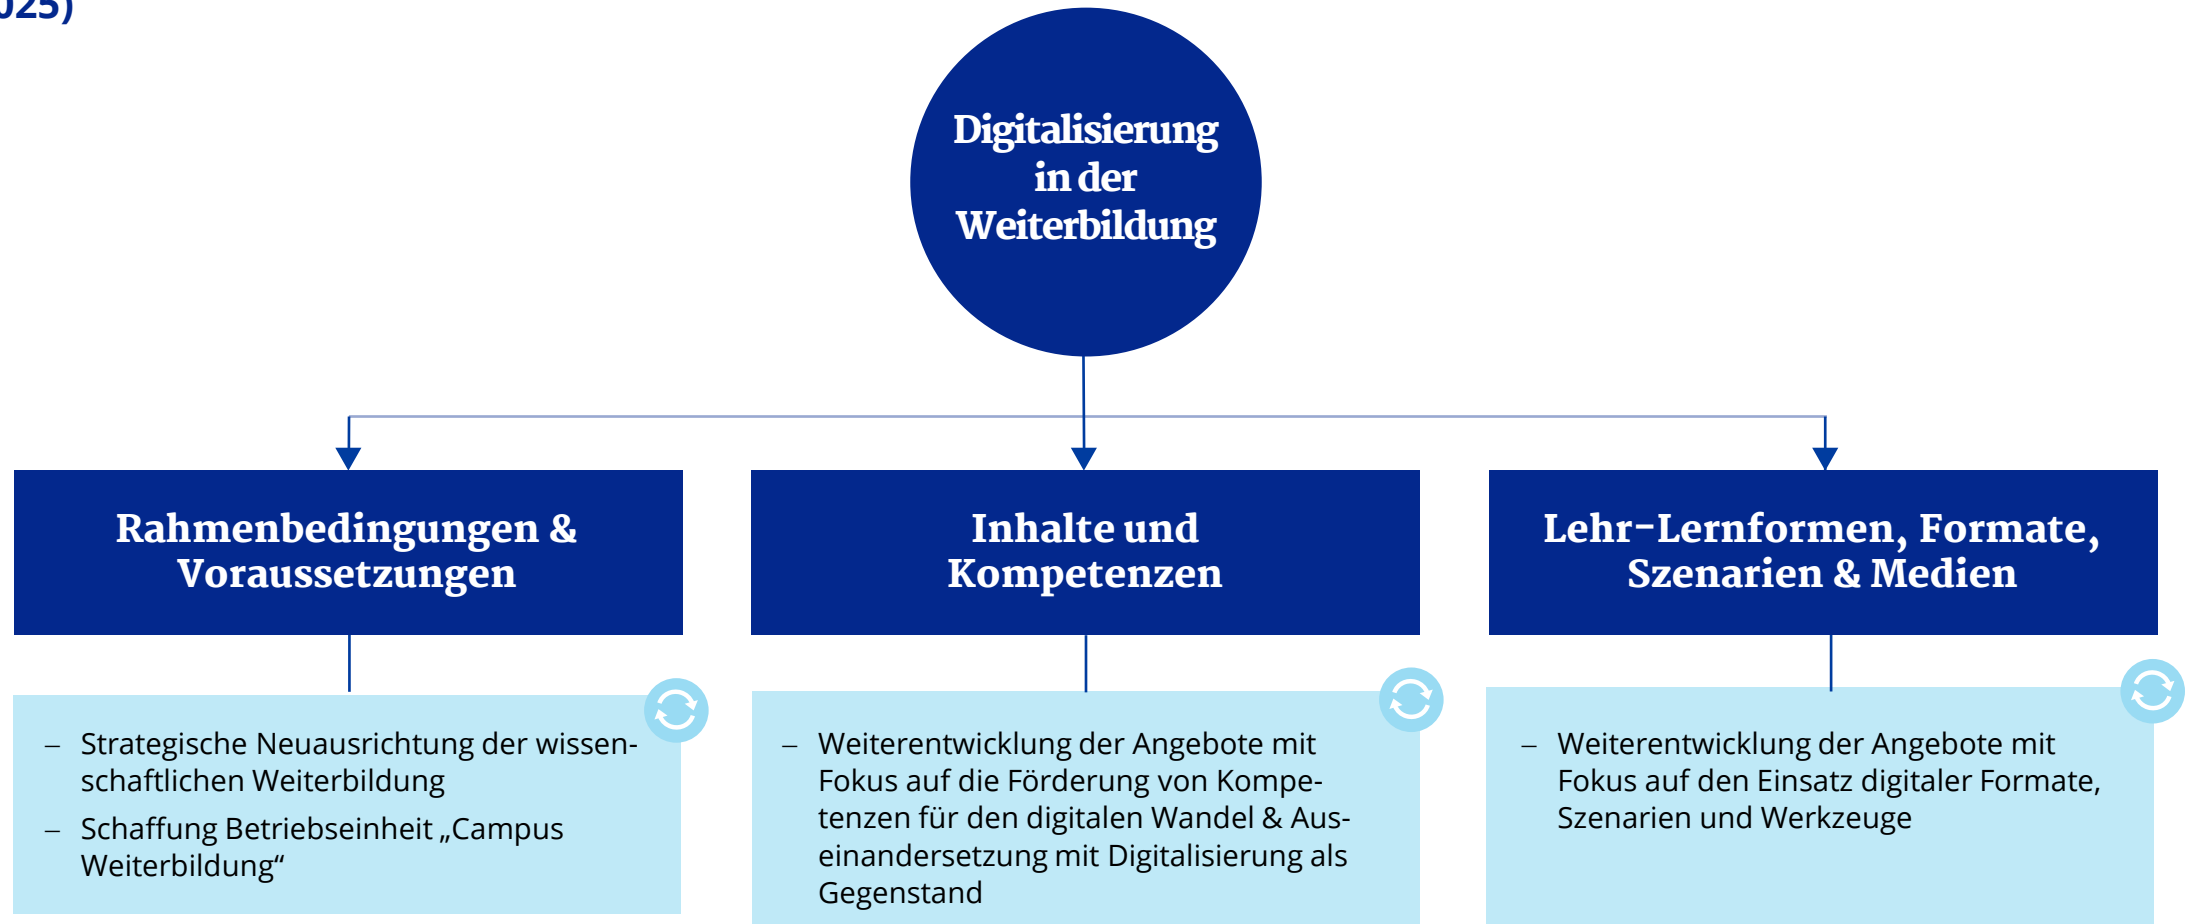 025)
Digitalisierung
in der
Weiterbildung
Rahmenbedingungen &
Voraussetzungen
Inhalte und
Kompetenzen
Lehr-Lernformen, Formate,
Szenarien & Medien
– Strategische Neuausrichtung der wissen-
schaftlichen Weiterbildung
– Schaffung Betriebseinheit „Campus
Weiterbildung“
– Weiterentwicklung der Angebote mit
Fokus auf die Förderung von Kompe-
tenzen für den digitalen Wandel & Aus-
einandersetzung mit Digitalisierung als
Gegenstand
– Weiterentwicklung der Angebote mit
Fokus auf den Einsatz digitaler Formate,
Szenarien und Werkzeuge